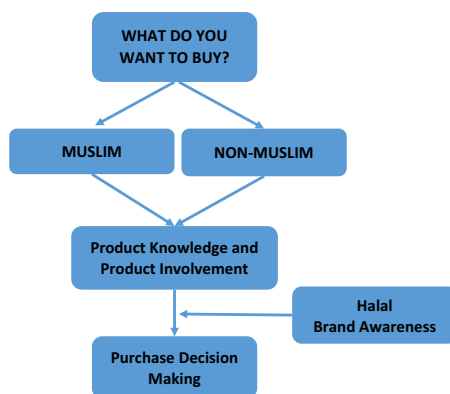 WHAT DO YOU
WANT TO BUY?
MUSLIM
NON-MUSLIM
Product Knowledge and
Product Involvement
Halal
Brand Awareness
Purchase Decision
Making